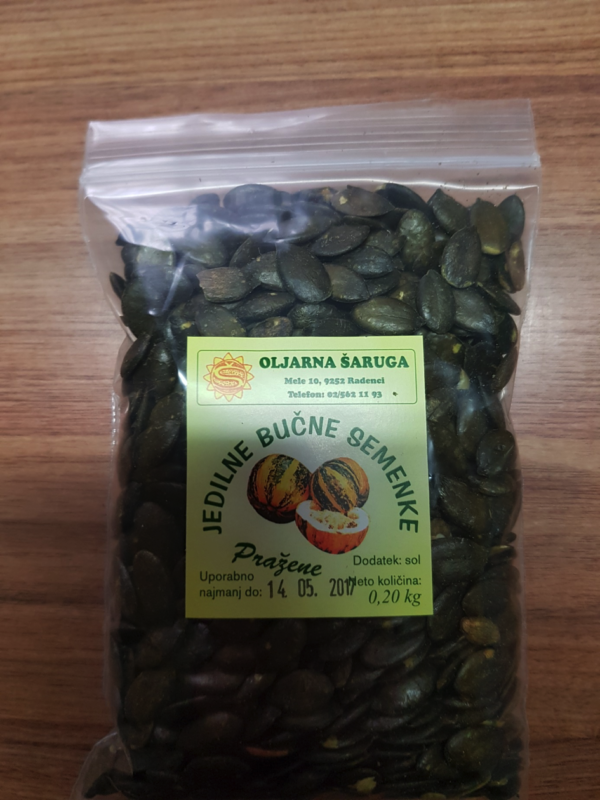 OLJARNA ŠARUGA
Mele 10, 9252 Radenci
Telefon: 02/562 11 93
JEDILNE BUČNE SEMENKE
Pražene
Dodatek: sol
Uporabno
najmanj do: 14. 05. 2017
Neto količina:
0,20 kg